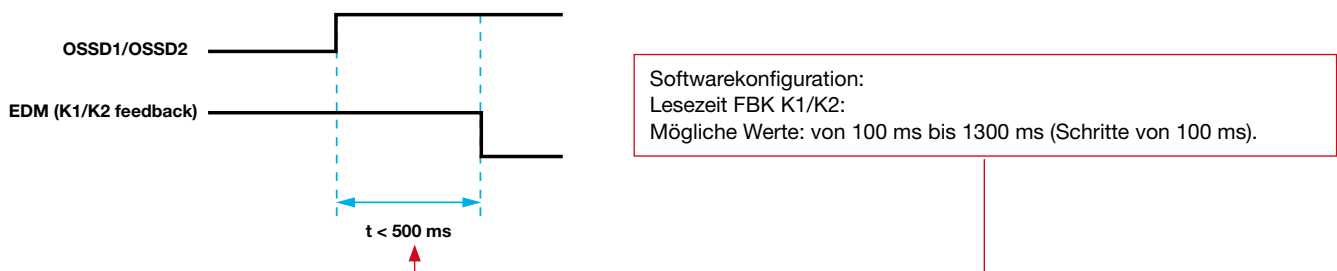 OSSD1/OSSD2
EDM (K1/K2 feedback)
t < 500 ms
Softwarekonfiguration:
Lesezeit FBK K1/K2:
Mögliche Werte: von 100 ms bis 1300 ms (Schritte von 100 ms).